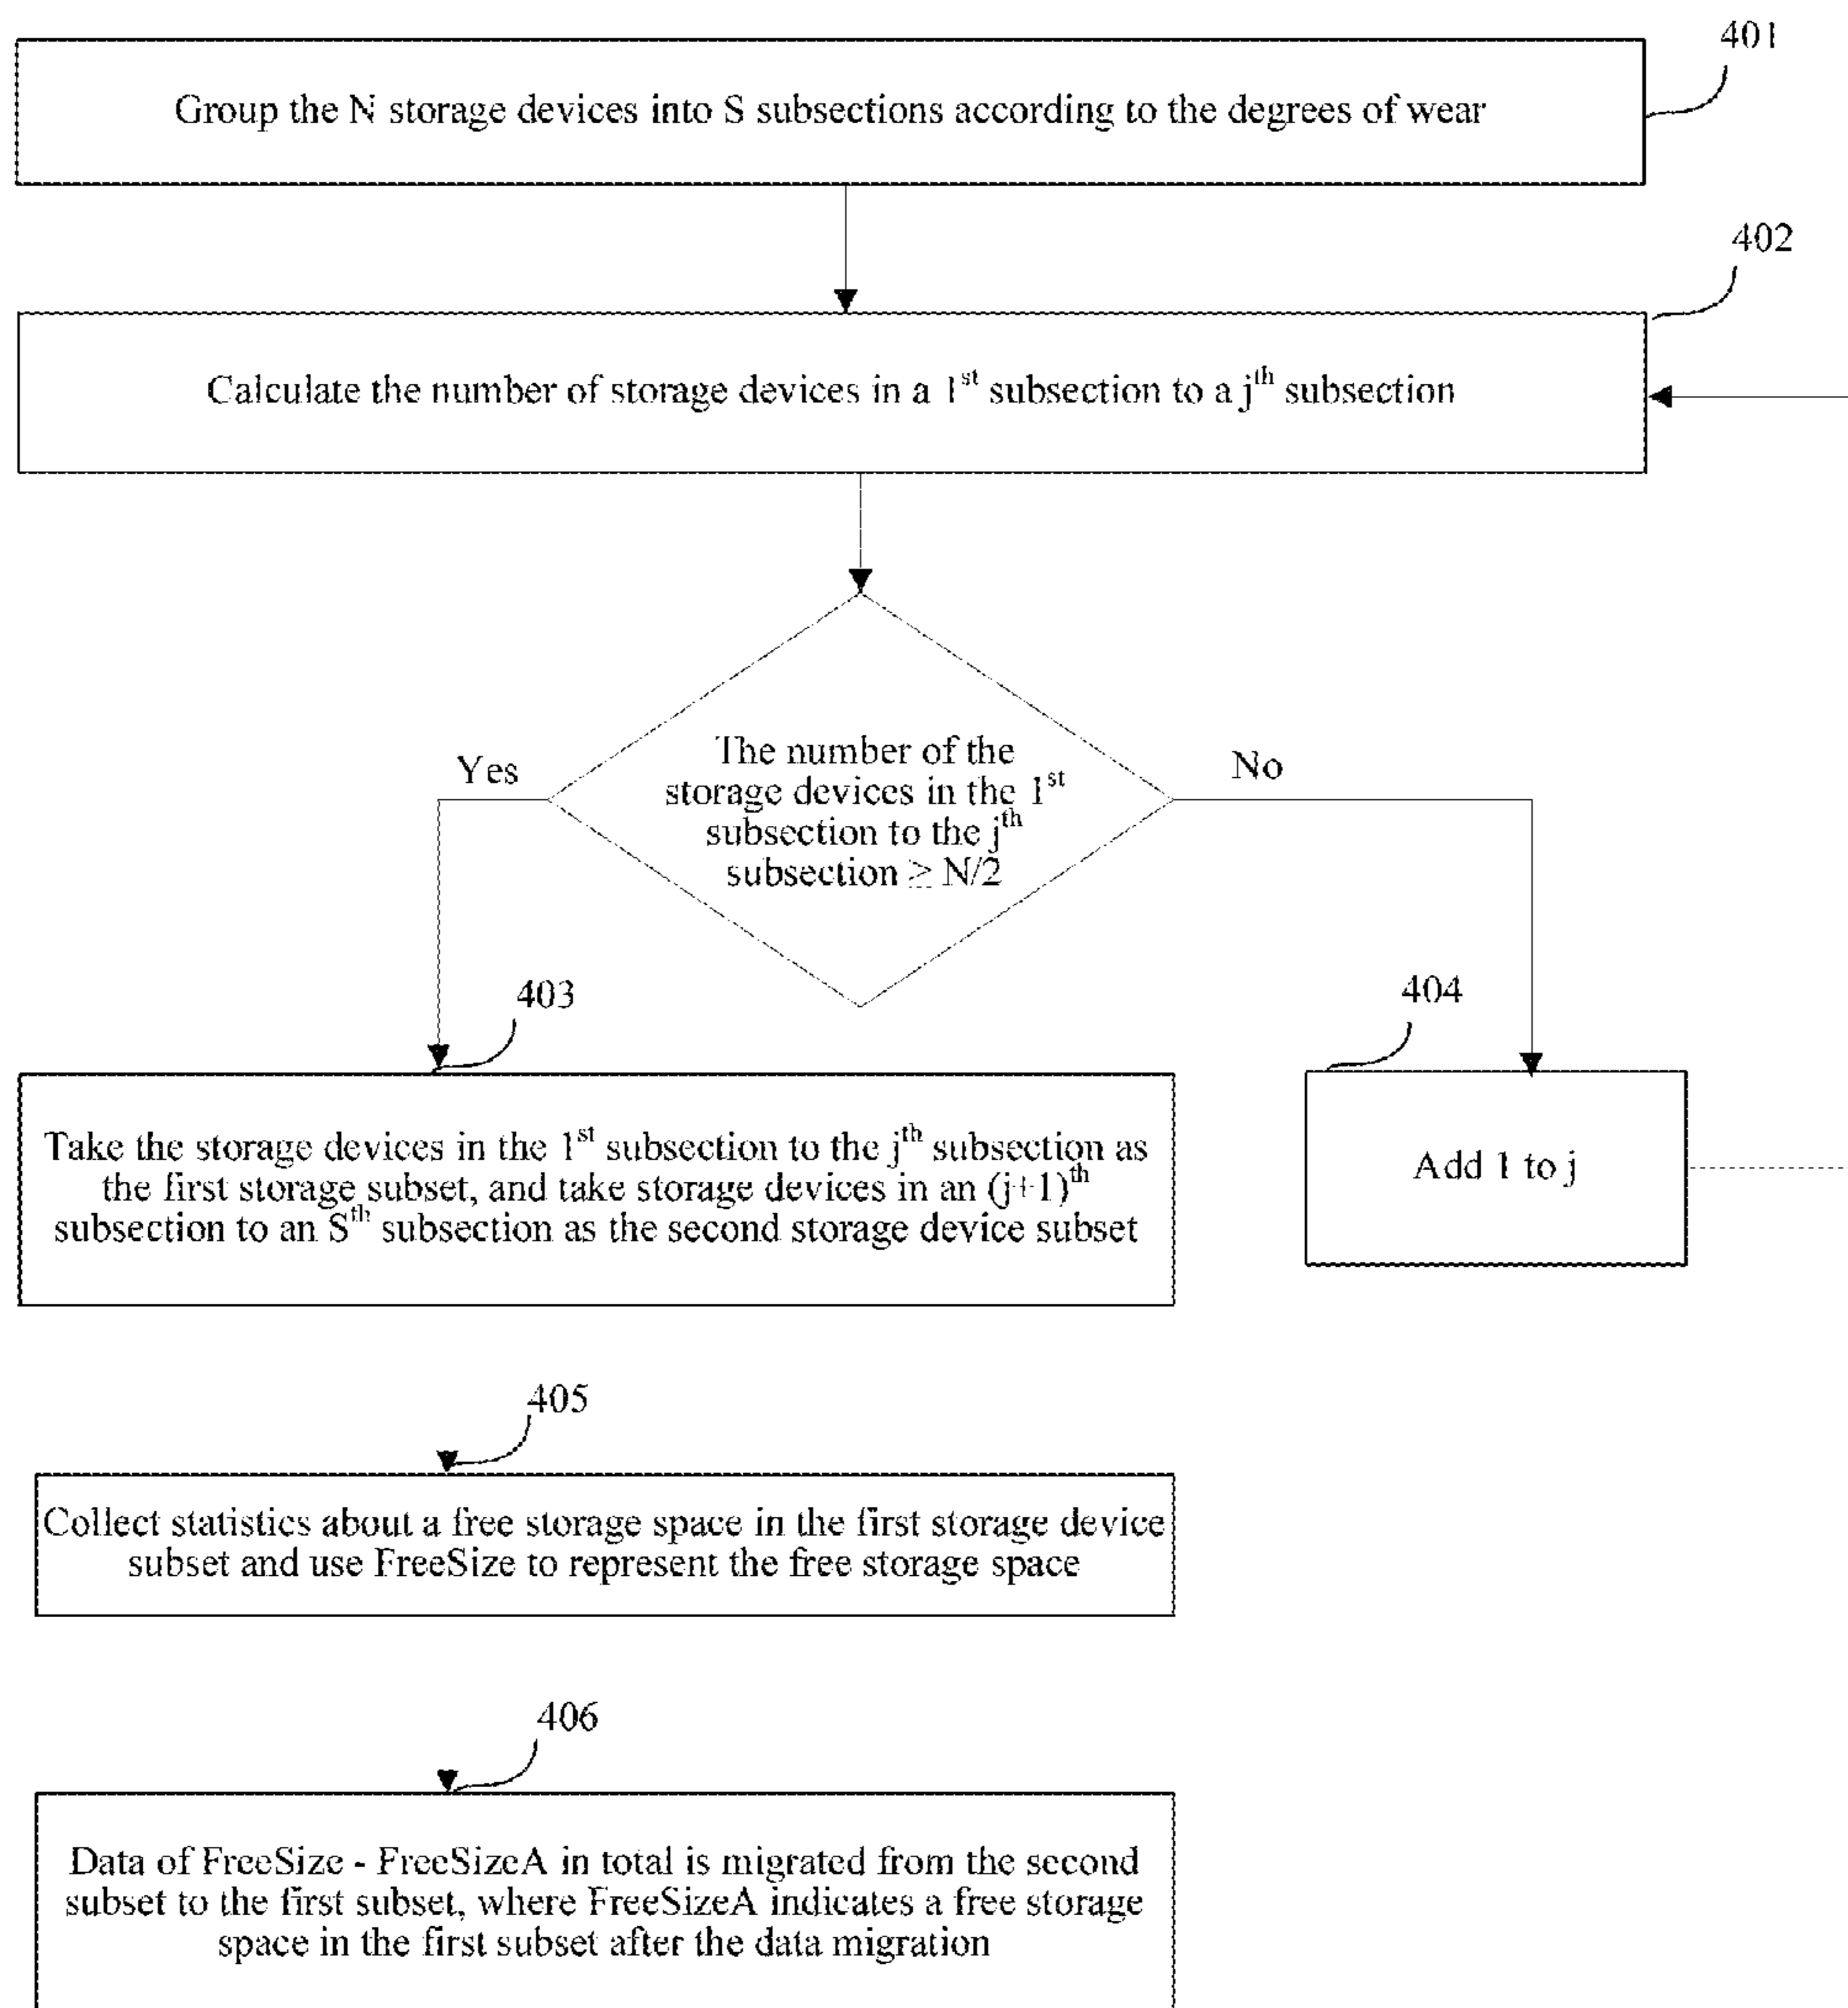 401
Group the N storage devices into S subsections according to the degrees of wear
402
Calculate the number of storage devices in a 1st subsection to a jth subsection
The number of the
storage devices in the 1st
subsection to the jth
subsection ≥ N/2
Yes
No
403
404
Take the storage devices in the 1st subsection to the jth subsection as
the first storage subset, and take storage devices in an (j+1)th
subsection to an Sth subsection as the second storage device subset
Add 1 to j
405
Collect statistics about a free storage space in the first storage device
subset and use FreeSize to represent the free storage space
406
Data of FreeSize - FreeSizeA in total is migrated from the second
subset to the first subset, where FreeSizeA indicates a free storage
space in the first subset after the data migration